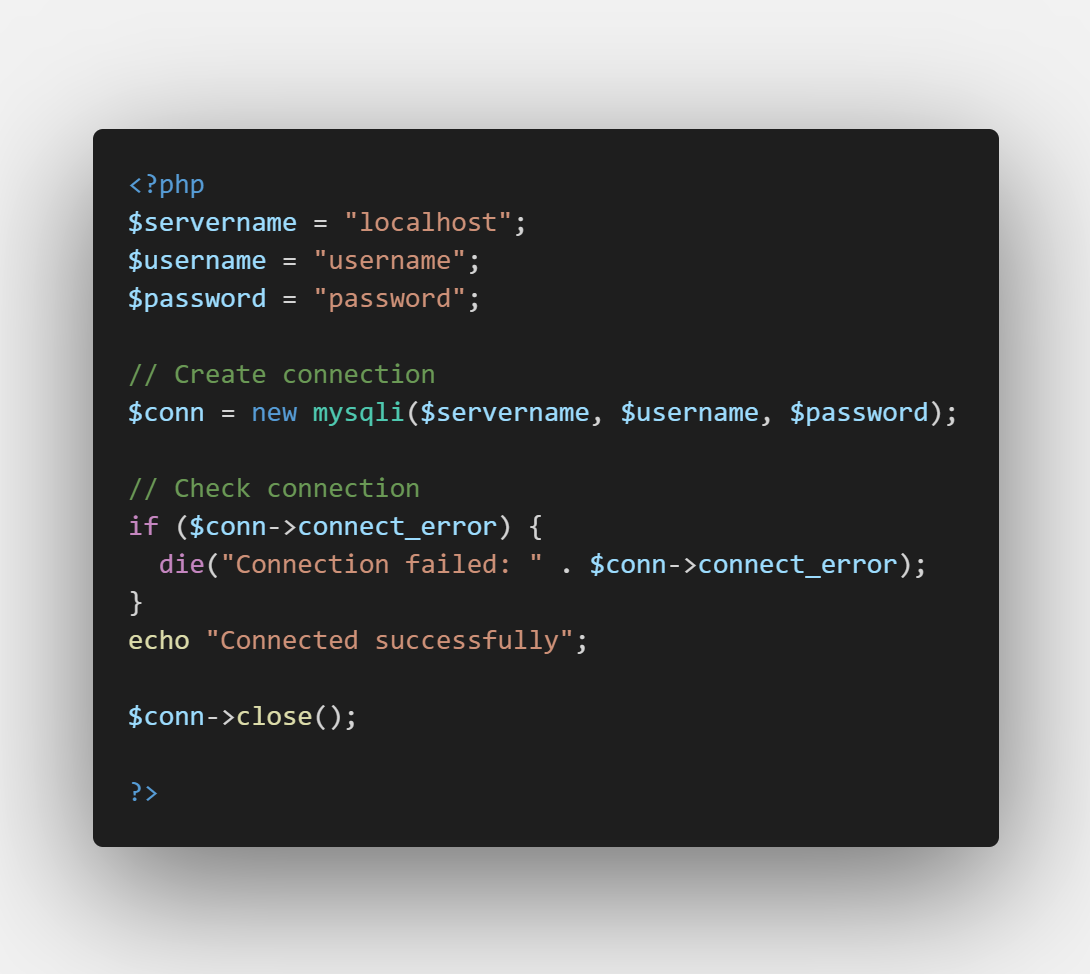 <?php
$servername = "localhost";
$username = "username";
$password = "password";

// Create connection
$conn = new mysqli($servername, $username, $password);

// Check connection
if ($conn->connect_error) {
  die("Connection failed: " . $conn->connect_error);
}
echo "Connected successfully";

$conn->close();

?>